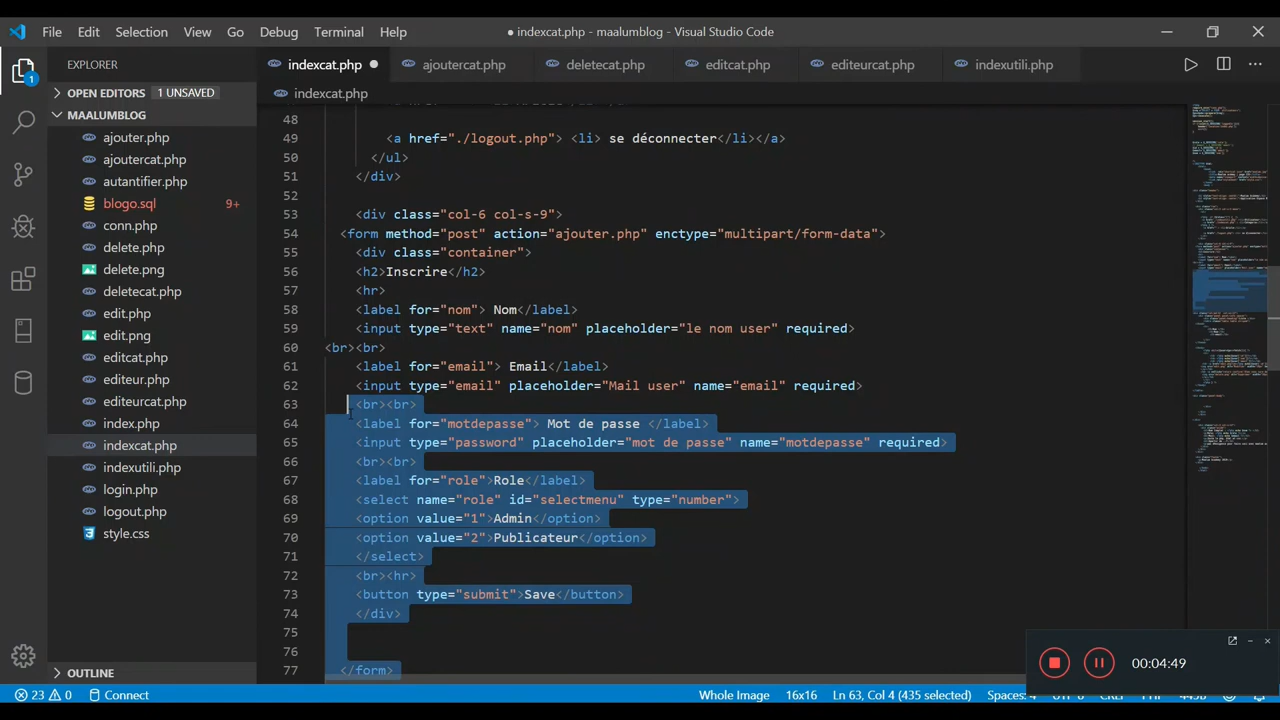 File Edit Selection View Go Debug Terminal Help
● indexcat.php - maalumblog - Visual Studio Code
EXPLORER
indexcat.php ●
ajoutercat.php
deletecat.php
editcat.php
editeurcat.php
indexutili.php
1
OPEN EDITORS 1 UNSAVED
MAALUMBLOG
indexcat.php
ajouter.php
ajoutercat.php
autantifier.php
blogo.sql 9+
conn.php
delete.php
delete.png
deletecat.php
edit.php
edit.png
editcat.php
editeur.php
editeurcat.php
index.php
indexcat.php
indexutili.php
login.php
logout.php
style.css
OUTLINE
48
49 <a href="./logout.php"> <li> se déconnecter</li></a>
50 </ul>
51 </div>
52
53 <div class="col-6 col-s-9">
54 <form method="post" action="ajouter.php" enctype="multipart/form-data">
55 <div class="container">
56 <h2>Inscrire</h2>
57 <hr>
58 <label for="nom"> Nom</label>
59 <input type="text" name="nom" placeholder="le nom user" required>
60 <br><br>
61 <label for="email"> Email</label>
62 <input type="email" placeholder="Mail user" name="email" required>
63 <br><br>
64 <label for="motdepasse"> Mot de passe </label>
65 <input type="password" placeholder="mot de passe" name="motdepasse" required>
66 <br><br>
67 <label for="role">Role</label>
68 <select name="role" id="selectmenu" type="number">
69 <option value="1">Admin</option>
70 <option value="2">Publicateur</option>
71 </select>
72 <br><hr>
73 <button type="submit">Save</button>
74 </div>
75
76
77 </form>
00:04:49
23 0 Connect
Whole Image 16x16 Ln 63, Col 4 (435 selected) Spaces: 4